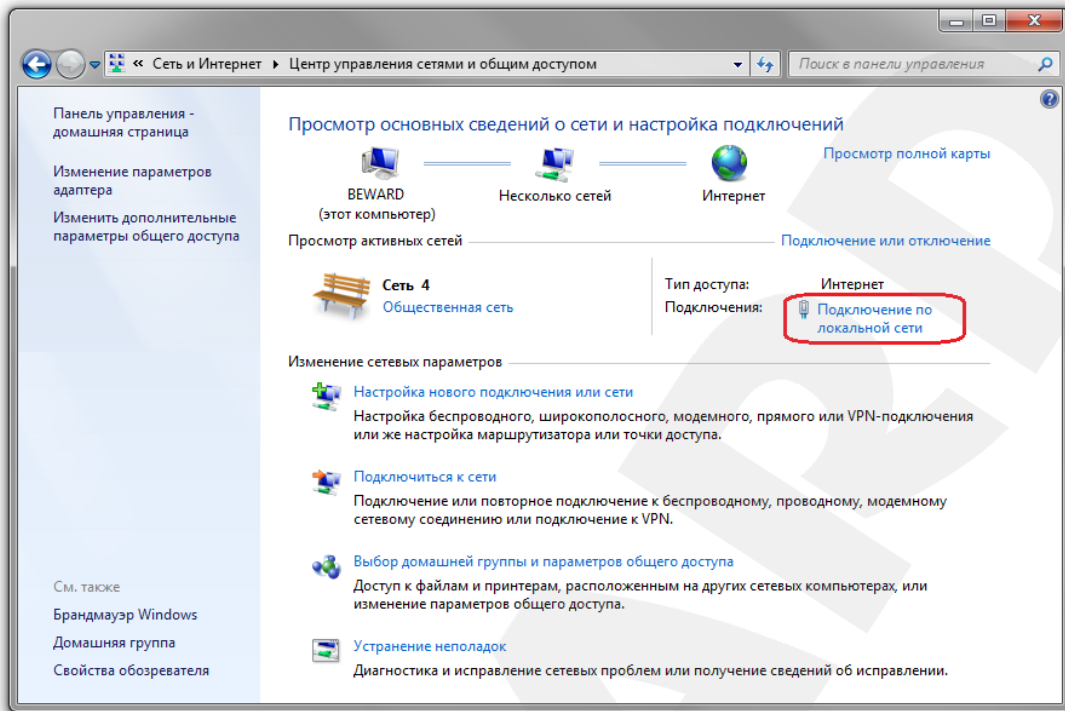 « Сеть и Интернет ▸ Центр управления сетями и общим доступом
Поиск в панели управления
Панель управления -
домашняя страница
Изменение параметров
адаптера
Изменить дополнительные
параметры общего доступа
См. также
Брандмауэр Windows
Домашняя группа
Свойства обозревателя
Просмотр основных сведений о сети и настройка подключений
Просмотр полной карты
BEWARD
(этот компьютер)
Несколько сетей
Интернет
Просмотр активных сетей
Подключение или отключение
Сеть 4
Общественная сеть
Тип доступа: Интернет
Подключения: Подключение по
локальной сети
Изменение сетевых параметров
Настройка нового подключения или сети
Настройка беспроводного, широкополосного, модемного, прямого или VPN-подключения
или же настройка маршрутизатора или точки доступа.
Подключиться к сети
Подключение или повторное подключение к беспроводному, проводному, модемному
сетевому соединению или подключение к VPN.
Выбор домашней группы и параметров общего доступа
Доступ к файлам и принтерам, расположенным на других сетевых компьютерах, или
изменение параметров общего доступа.
Устранение неполадок
Диагностика и исправление сетевых проблем или получение сведений об исправлении.